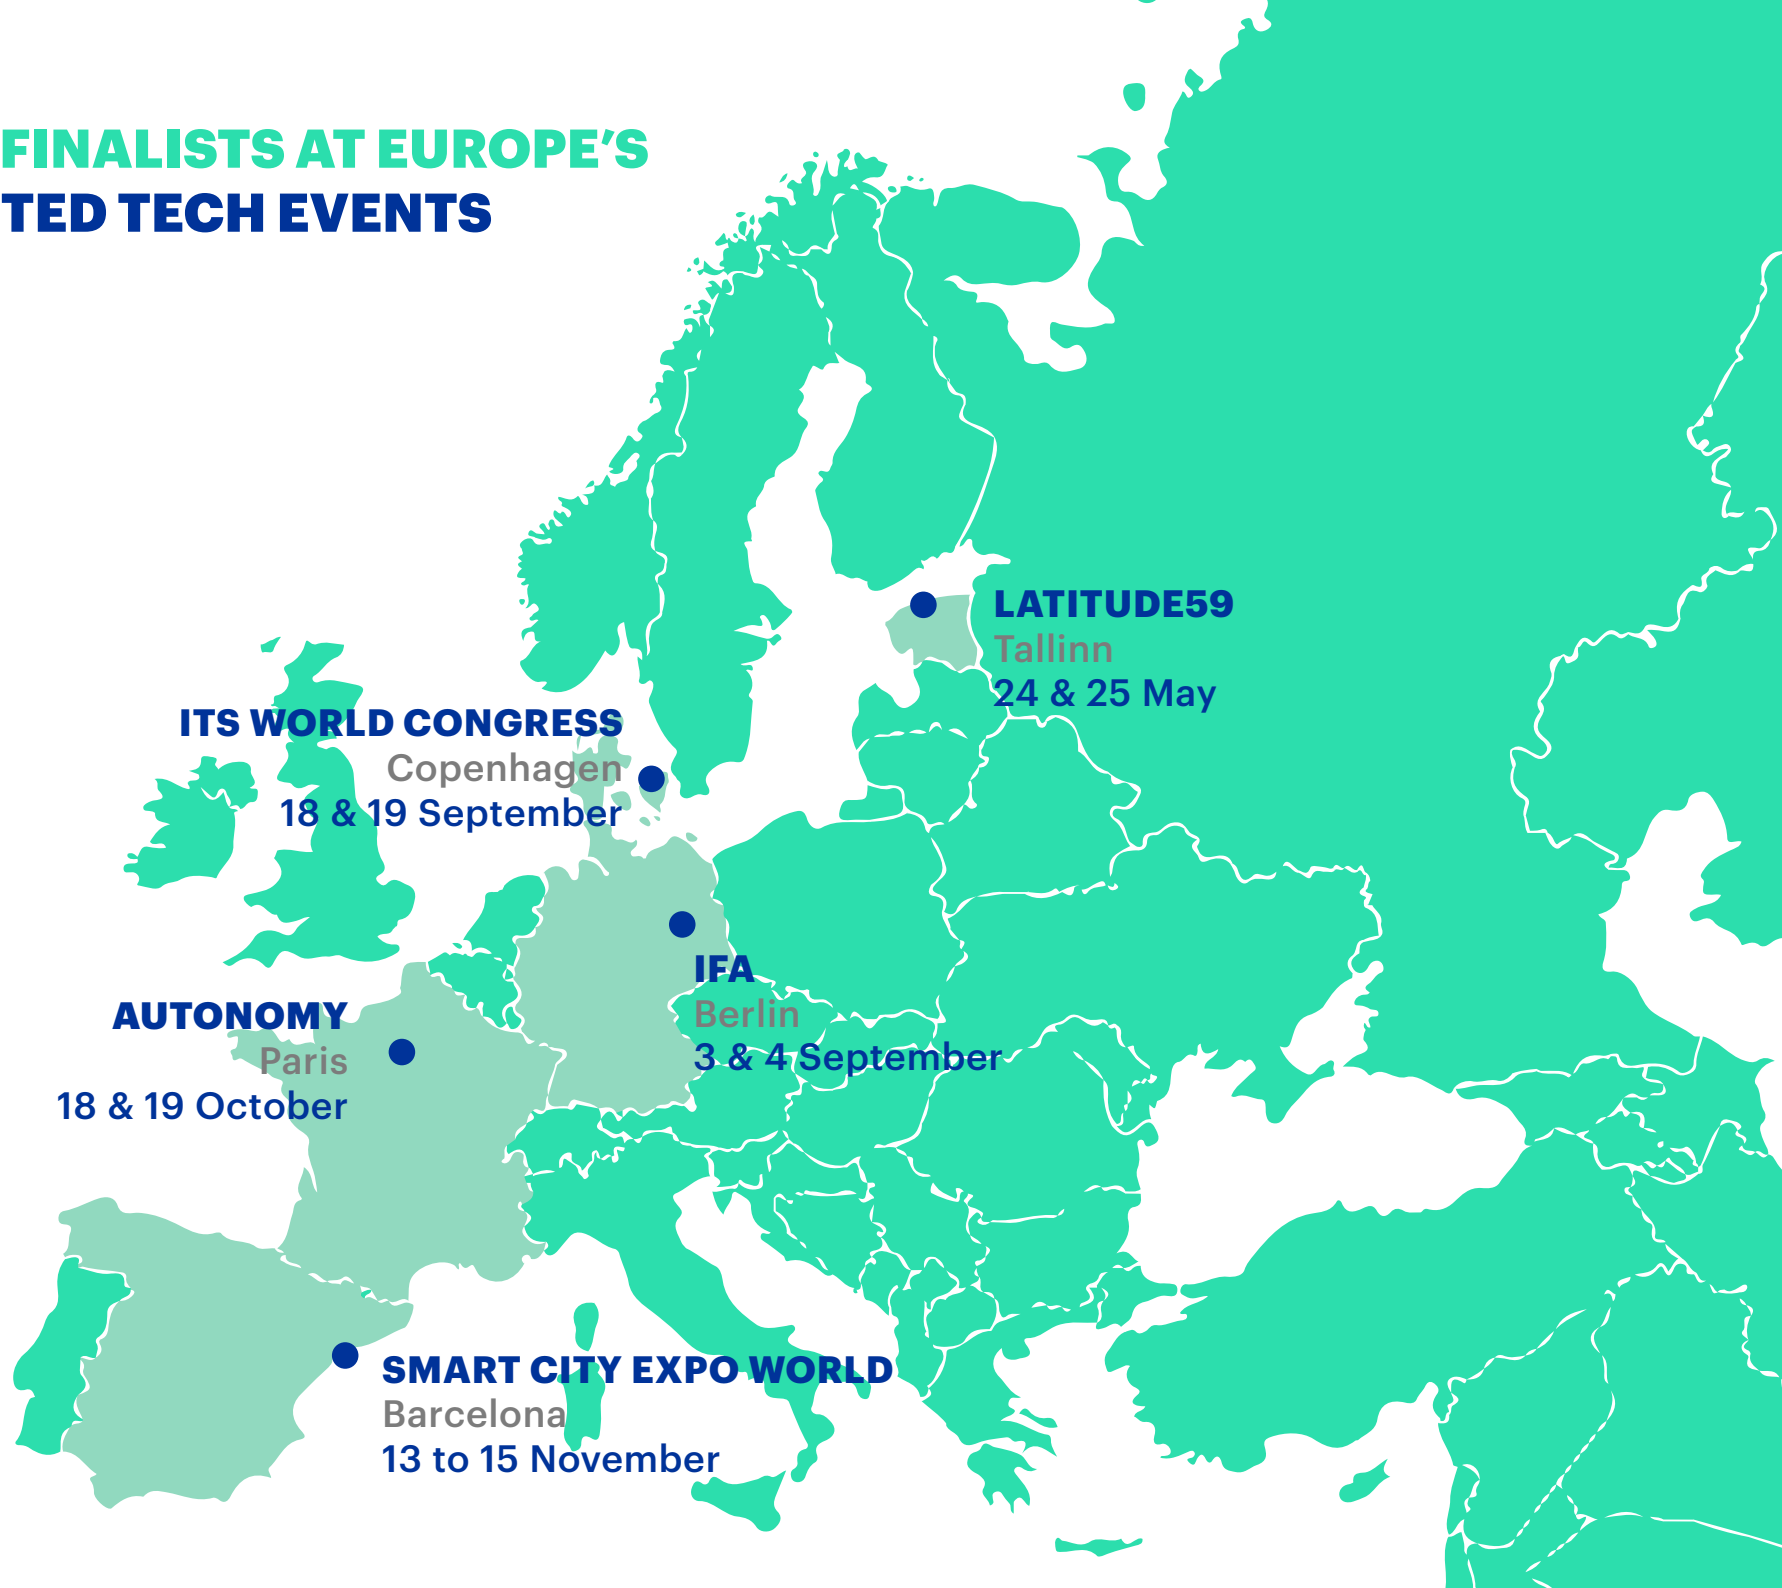 FINALISTS AT EUROPE'S
TED TECH EVENTS
LATITUDE59
Tallinn
24 & 25 May
ITS WORLD CONGRESS
Copenhagen
18 & 19 September
IFA
Berlin
3 & 4 September
AUTONOMY
Paris
18 & 19 October
SMART CITY EXPO WORLD
Barcelona
13 to 15 November